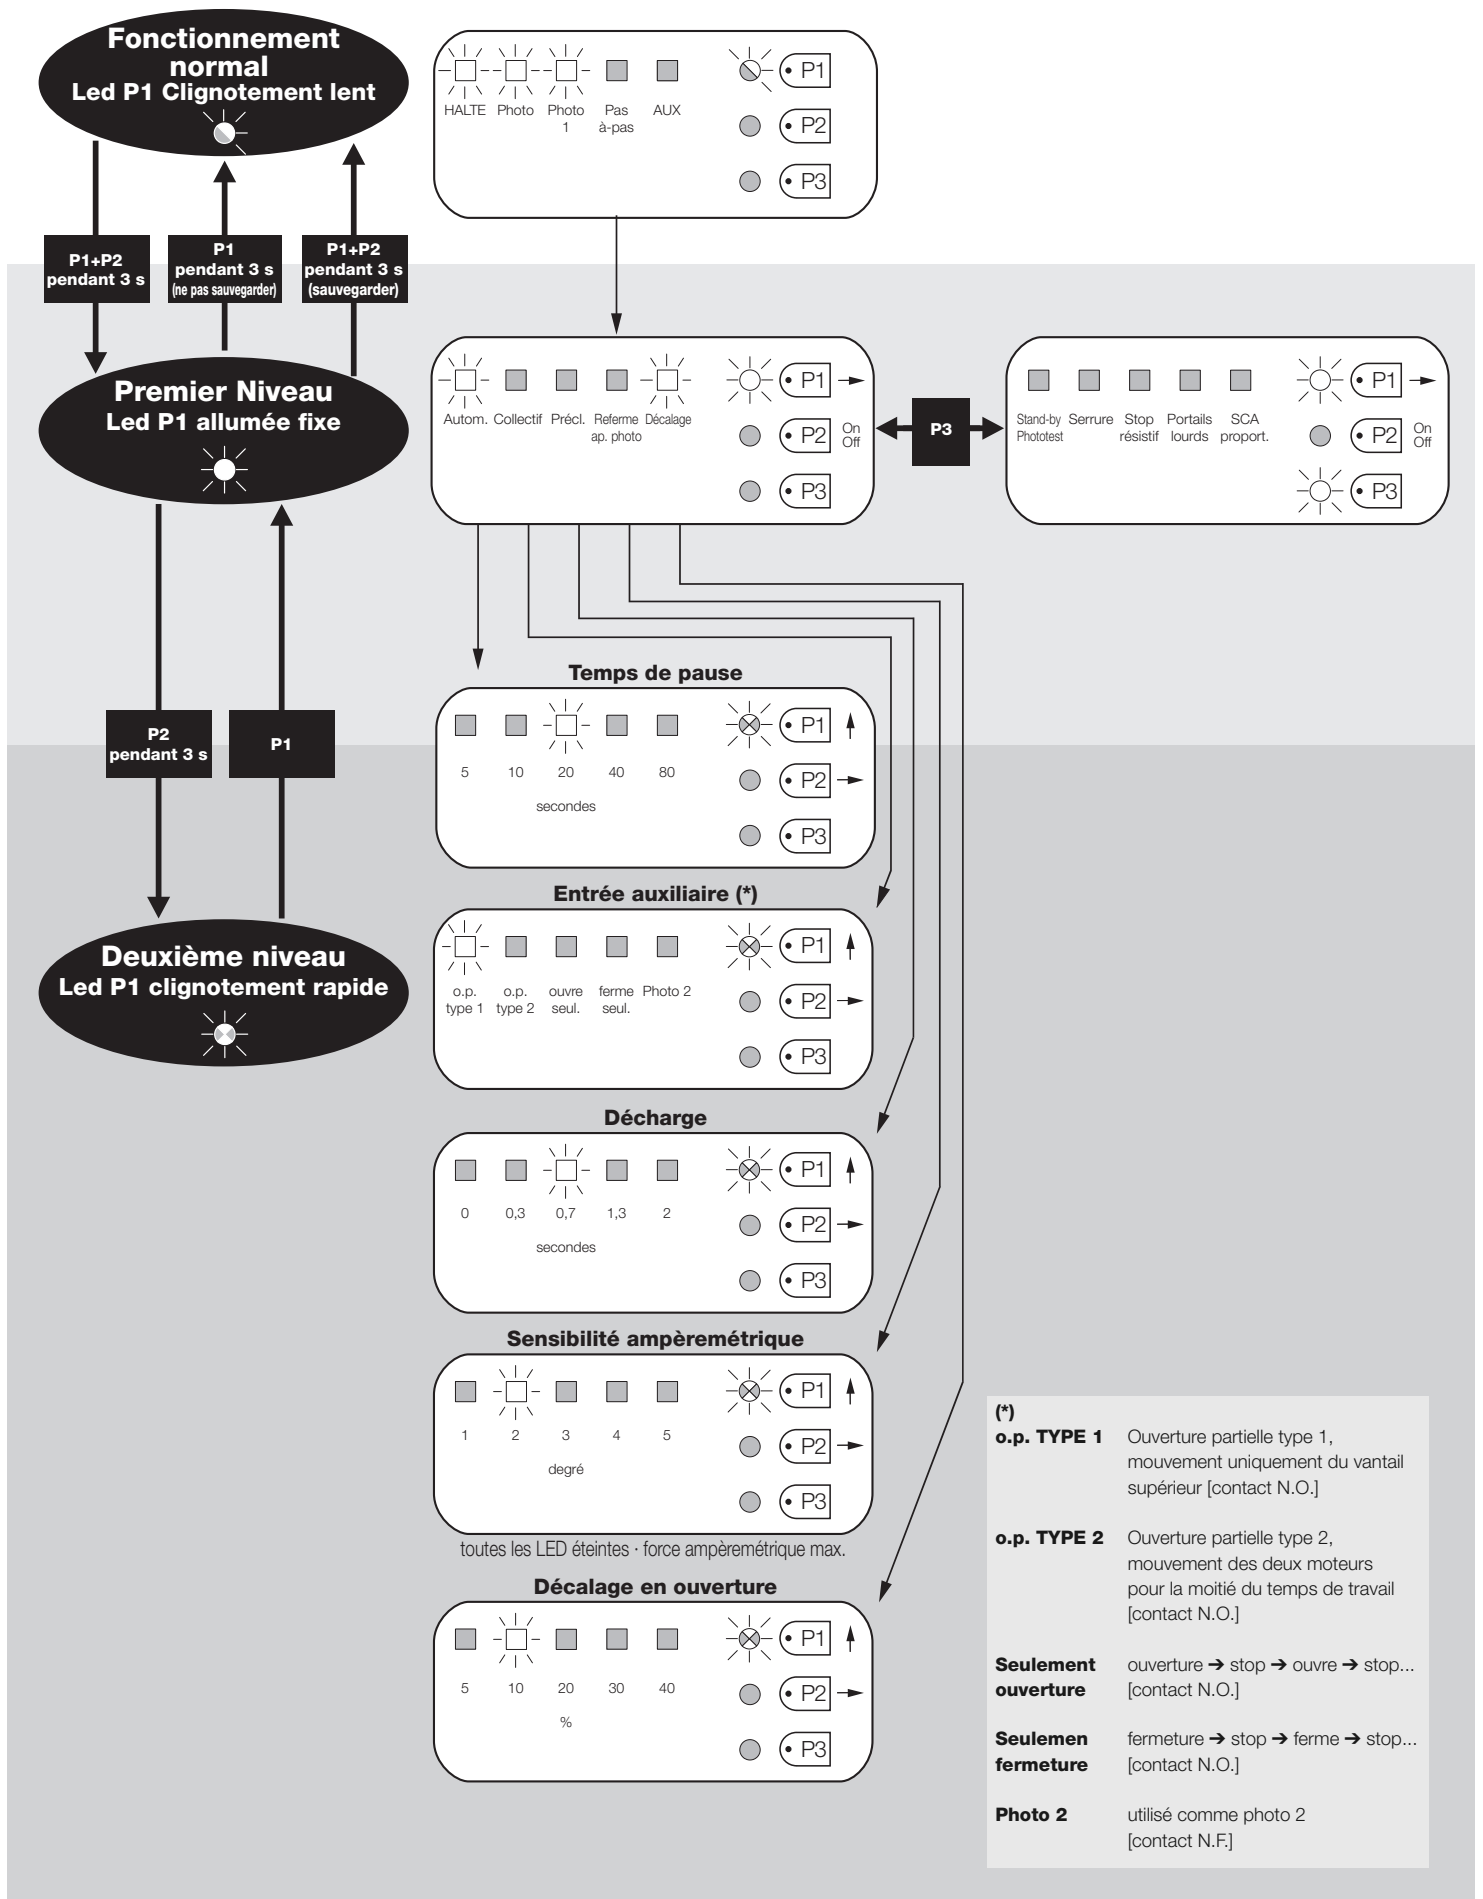 Fonctionnement
normal
Led P1 Clignotement lent
HALTE Photo Photo Pas AUX
1 à-pas
P1
P2
P3
P1+P2
pendant 3 s
P1
pendant 3 s
(ne pas sauvegarder)
P1+P2
pendant 3 s
(sauvegarder)
Premier Niveau
Led P1 allumée fixe
Autom. Collectif Précl. Referme Décalage
ap. photo
P1
P2 On
Off
P3
P3
Stand-by Serrure Stop Portails SCA
Phototest résistif lourds proport.
P1
P2 On
Off
P3
P2
pendant 3 s
P1
Deuxième niveau
Led P1 clignotement rapide
Temps de pause
5 10 20 40 80
secondes
P1
P2
P3
Entrée auxiliaire (*)
o.p. o.p. ouvre ferme Photo 2
type 1 type 2 seul. seul.
P1
P2
P3
Décharge
0 0,3 0,7 1,3 2
secondes
P1
P2
P3
Sensibilité ampèremétrique
1 2 3 4 5
degré
P1
P2
P3
toutes les LED éteintes · force ampèremétrique max.
Décalage en ouverture
5 10 20 30 40
%
P1
P2
P3
(*)
o.p. TYPE 1 Ouverture partielle type 1,
mouvement uniquement du vantail
supérieur [contact N.O.]
o.p. TYPE 2 Ouverture partielle type 2,
mouvement des deux moteurs
pour la moitié du temps de travail
[contact N.O.]
Seulement ouverture ➔ stop ➔ ouvre ➔ stop...
ouverture [contact N.O.]
Seulemen fermeture ➔ stop ➔ ferme ➔ stop...
fermeture [contact N.O.]
Photo 2 utilisé comme photo 2
[contact N.F.]